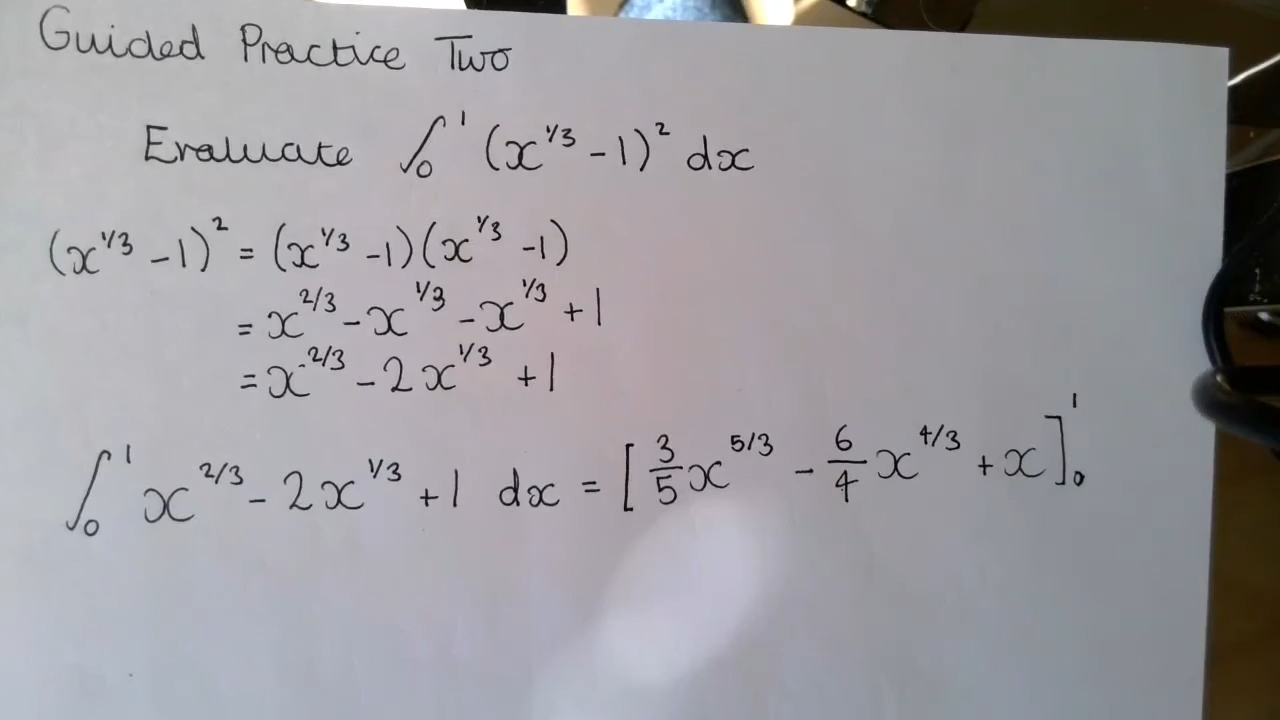 Guided Practice Two
Evaluate ∫₀¹ (x^1/3 - 1)² dx
(x^1/3 - 1)² = (x^1/3 - 1)(x^1/3 - 1)
= x^2/3 - x^1/3 - x^1/3 + 1
= x^2/3 - 2x^1/3 + 1
∫₀¹ x^2/3 - 2x^1/3 + 1 dx = [3/5 x^5/3 - 6/4 x^4/3 + x]₀¹